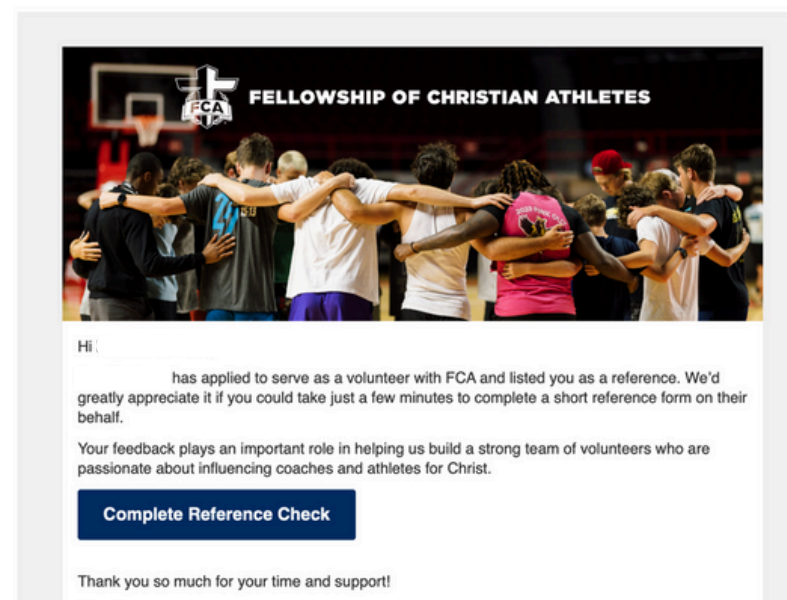 FCA
FELLOWSHIP OF CHRISTIAN ATHLETES
Hi
has applied to serve as a volunteer with FCA and listed you as a reference. We’d
greatly appreciate it if you could take just a few minutes to complete a short reference form on their
behalf.
Your feedback plays an important role in helping us build a strong team of volunteers who are
passionate about influencing coaches and athletes for Christ.
Complete Reference Check
Thank you so much for your time and support!